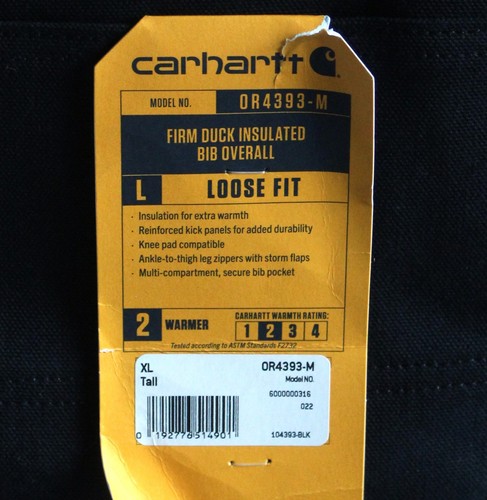 carhartt
MODEL NO. OR4393-M
FIRM DUCK INSULATED
BIB OVERALL
L LOOSE FIT
· Insulation for extra warmth
· Reinforced kick panels for added durability
· Knee pad compatible
· Ankle-to-thigh leg zippers with storm flaps
· Multi-compartment, secure bib pocket
2 WARMER
CARHARTT WARMTH RATING:
1 2 3 4
Tested according to ASTM Standards F2732
XL OR4393-M
Tall Model NO.
6000000316
022
0 192776514901
104393-BLK